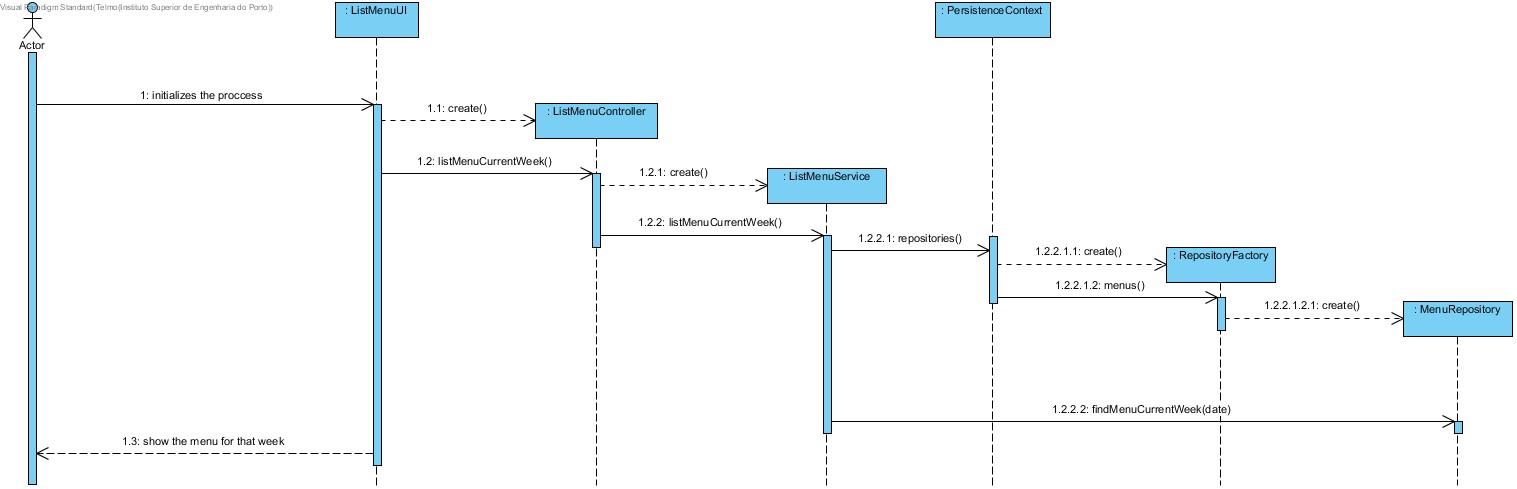 Visual Paradigm Standard(Telmo(Instituto Superior de Engenharia do Porto))
: ListMenuUI
: PersistenceContext
Actor
1: initializes the proccess
1.1: create()
: ListMenuController
1.2: listMenuCurrentWeek()
1.2.1: create()
: ListMenuService
1.2.2: listMenuCurrentWeek()
1.2.2.1: repositories()
1.2.2.1.1: create()
: RepositoryFactory
1.2.2.1.2: menus()
1.2.2.1.2.1: create()
: MenuRepository
1.2.2.2: findMenuCurrentWeek(date)
1.3: show the menu for that week